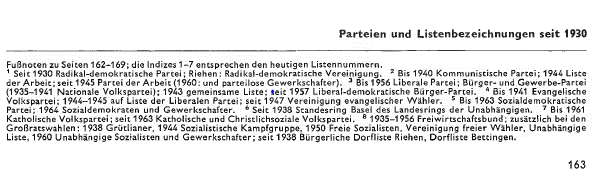 Parteien und Listenbezeichnungen seit 1930
Fußnoten zu Seiten 162–169; die Indizes 1–7 entsprechen den heutigen Listennummern.
¹ Seit 1930 Radikal-demokratische Partei; Riehen: Radikal-demokratische Vereinigung. ² Bis 1940 Kommunistische Partei; 1944 Liste
der Arbeit; seit 1945 Partei der Arbeit (1960: und parteilose Gewerkschafter). ³ Bis 1956 Liberale Partei; Bürger- und Gewerbe-Partei
(1935–1941 Nationale Volkspartei); 1943 gemeinsame Liste; seit 1957 Liberal-demokratische Bürger-Partei. ⁴ Bis 1941 Evangelische
Volkspartei; 1944–1945 auf Liste der Liberalen Partei; seit 1947 Vereinigung evangelischer Wähler. ⁵ Bis 1963 Sozialdemokratische
Partei; 1964 Sozialdemokraten und Gewerkschafter. ⁶ Seit 1938 Standesring Basel des Landesrings der Unabhängigen. ⁷ Bis 1961
Katholische Volkspartei; seit 1963 Katholische und Christlichsoziale Volkspartei. ⁸ 1935–1956 Freiwirtschaftsbund; zusätzlich bei den
Großratswahlen: 1938 Grütlianer, 1944 Sozialistische Kampfgruppe, 1950 Freie Sozialisten, Vereinigung freier Wähler, Unabhängige
Liste, 1960 Unabhängige Sozialisten und Gewerkschafter; seit 1938 Bürgerliche Dorfliste Riehen, Dorfliste Bettingen.
163